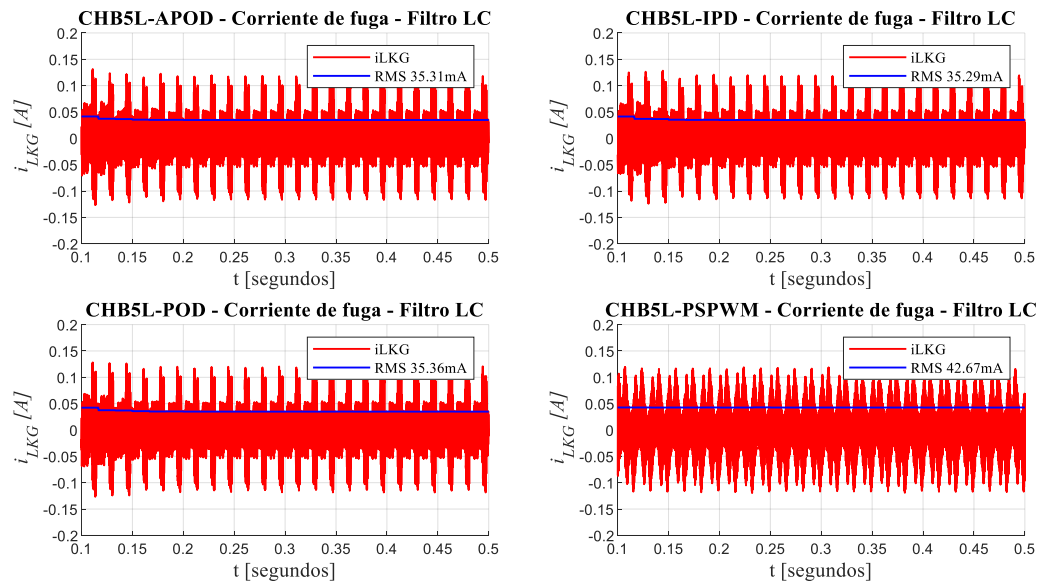 CHB5L-APOD - Corriente de fuga - Filtro LC
0.2
0.15
0.1
0.05
0
-0.05
-0.1
-0.15
-0.2
i_LKG [A]
iLKG
RMS 35.31mA
0.1 0.15 0.2 0.25 0.3 0.35 0.4 0.45 0.5
t [segundos]
CHB5L-IPD - Corriente de fuga - Filtro LC
0.2
0.15
0.1
0.05
0
-0.05
-0.1
-0.15
-0.2
i_LKG [A]
iLKG
RMS 35.29mA
0.1 0.15 0.2 0.25 0.3 0.35 0.4 0.45 0.5
t [segundos]
CHB5L-POD - Corriente de fuga - Filtro LC
0.2
0.15
0.1
0.05
0
-0.05
-0.1
-0.15
-0.2
i_LKG [A]
iLKG
RMS 35.36mA
0.1 0.15 0.2 0.25 0.3 0.35 0.4 0.45 0.5
t [segundos]
CHB5L-PSPWM - Corriente de fuga - Filtro LC
0.2
0.15
0.1
0.05
0
-0.05
-0.1
-0.15
-0.2
i_LKG [A]
iLKG
RMS 42.67mA
0.1 0.15 0.2 0.25 0.3 0.35 0.4 0.45 0.5
t [segundos]